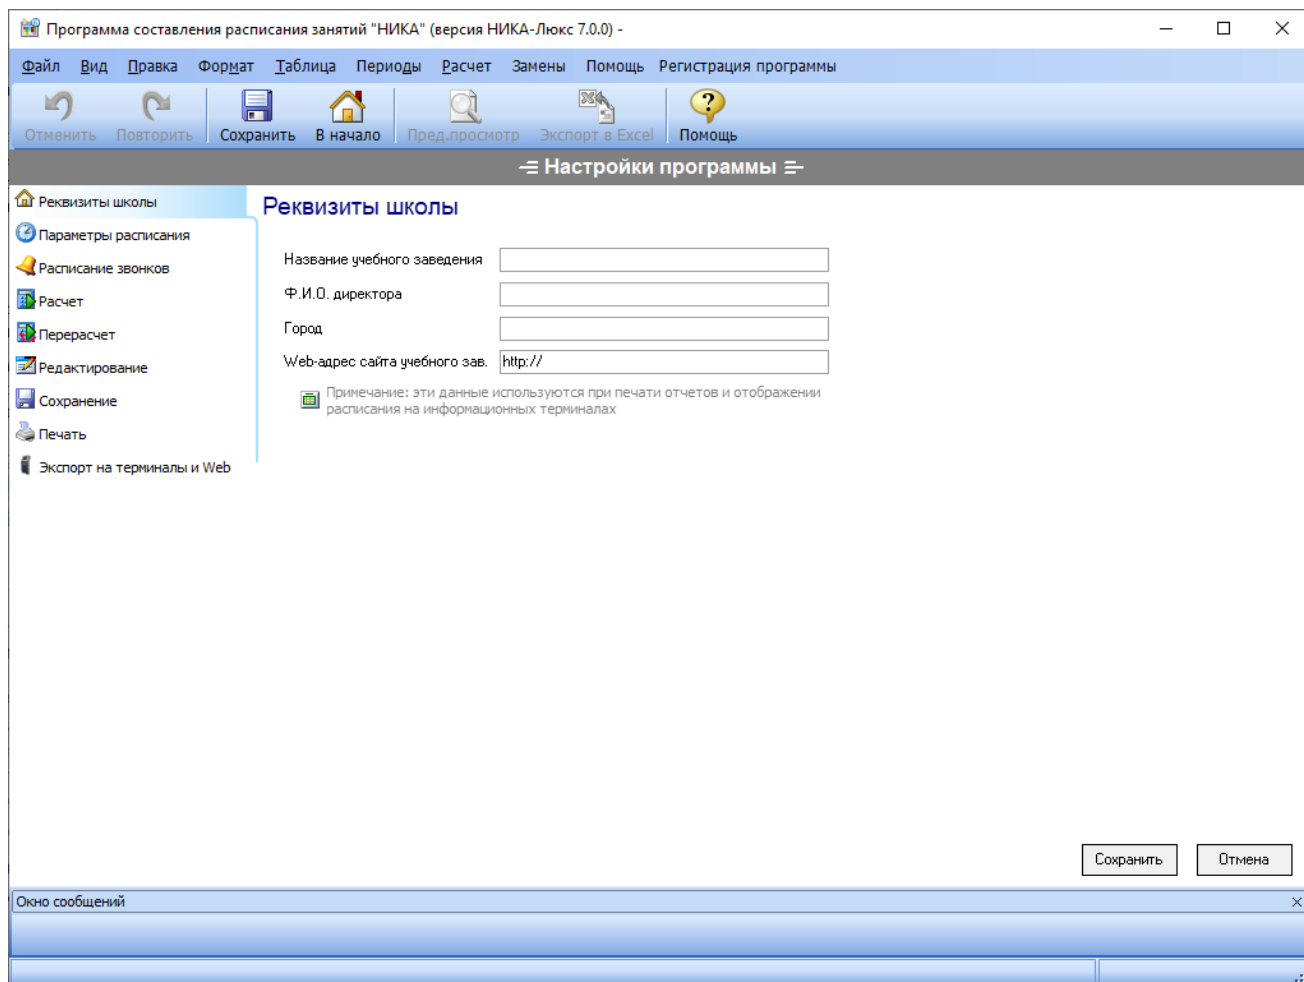 Программа составления расписания занятий "НИКА" (версия НИКА-Люкс 7.0.0) -
Файл Вид Правка Формат Таблица Периоды Расчет Замены Помощь Регистрация программы
Отменить Повторить Сохранить В начало Пред.просмотр Экспорт в Excel Помощь
Настройки программы
Реквизиты школы
Параметры расписания
Расписание звонков
Расчет
Перерасчет
Редактирование
Сохранение
Печать
Экспорт на терминалы и Web
Реквизиты школы
Название учебного заведения
Ф.И.О. директора
Город
Web-адрес сайта учебного зав. http://
Примечание: эти данные используются при печати отчетов и отображении
расписания на информационных терминалах
Сохранить Отмена
Окно сообщений